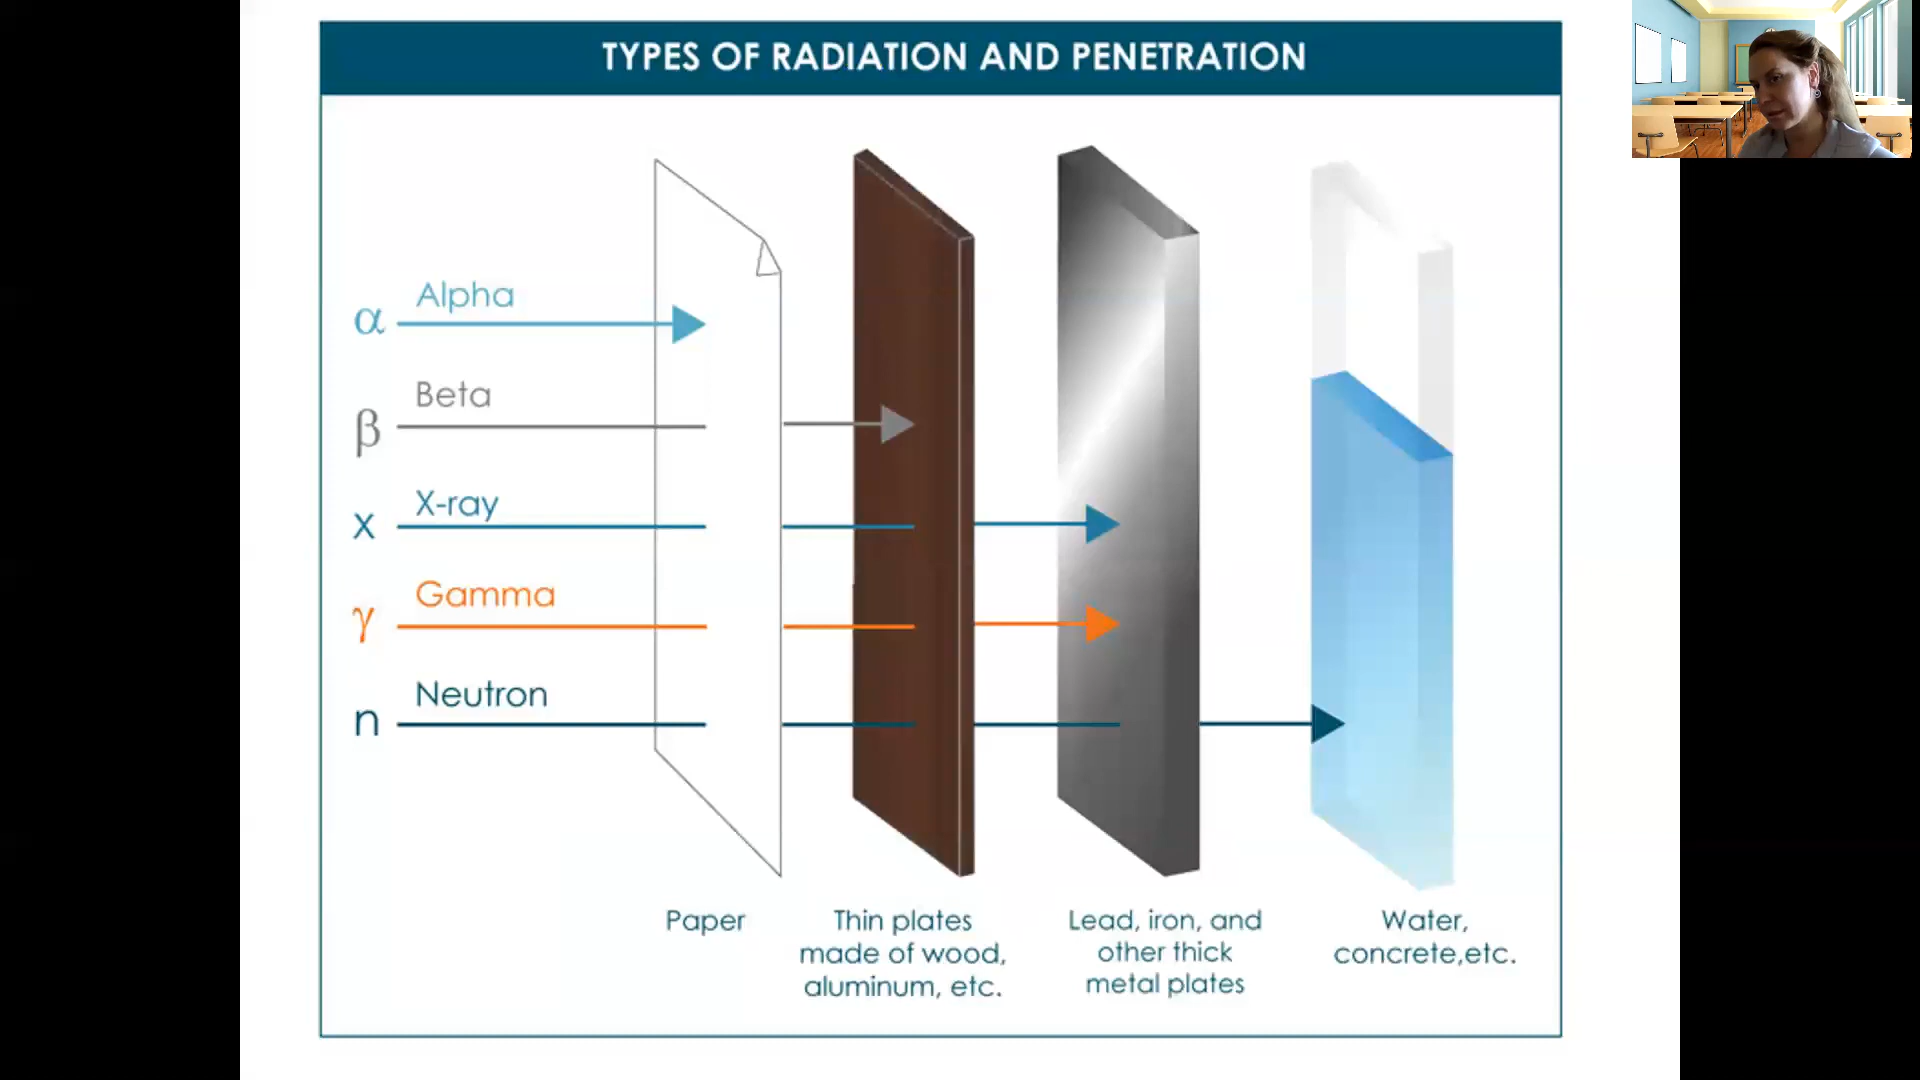 TYPES OF RADIATION AND PENETRATION
α Alpha
β Beta
x X-ray
γ Gamma
n Neutron
Paper
Thin plates
made of wood,
aluminum, etc.
Lead, iron, and
other thick
metal plates
Water,
concrete,etc.